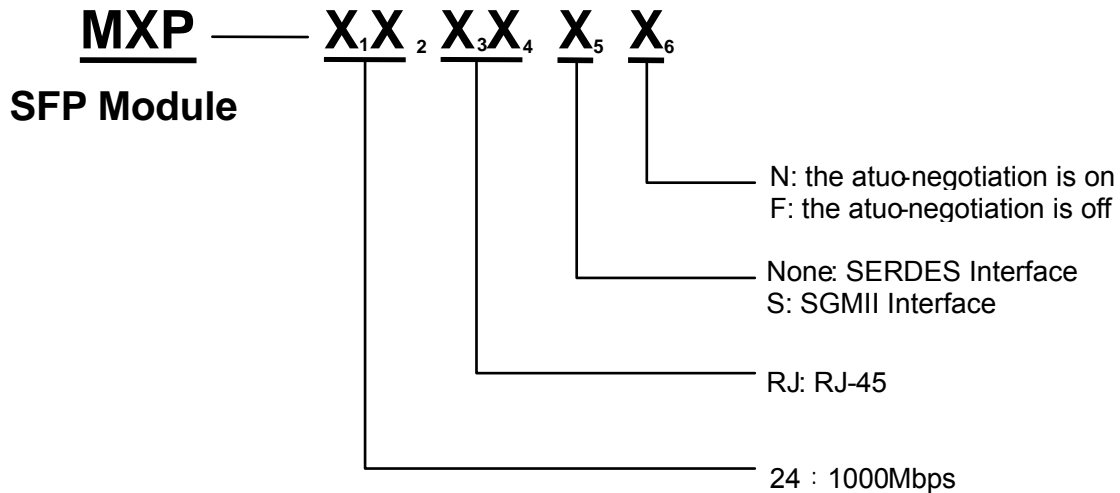 MXP X1X2 X3X4 X5 X6
SFP Module
N: the atuo-negotiation is on
F: the atuo-negotiation is off
None: SERDES Interface
S: SGMII Interface
RJ: RJ-45
24：1000Mbps